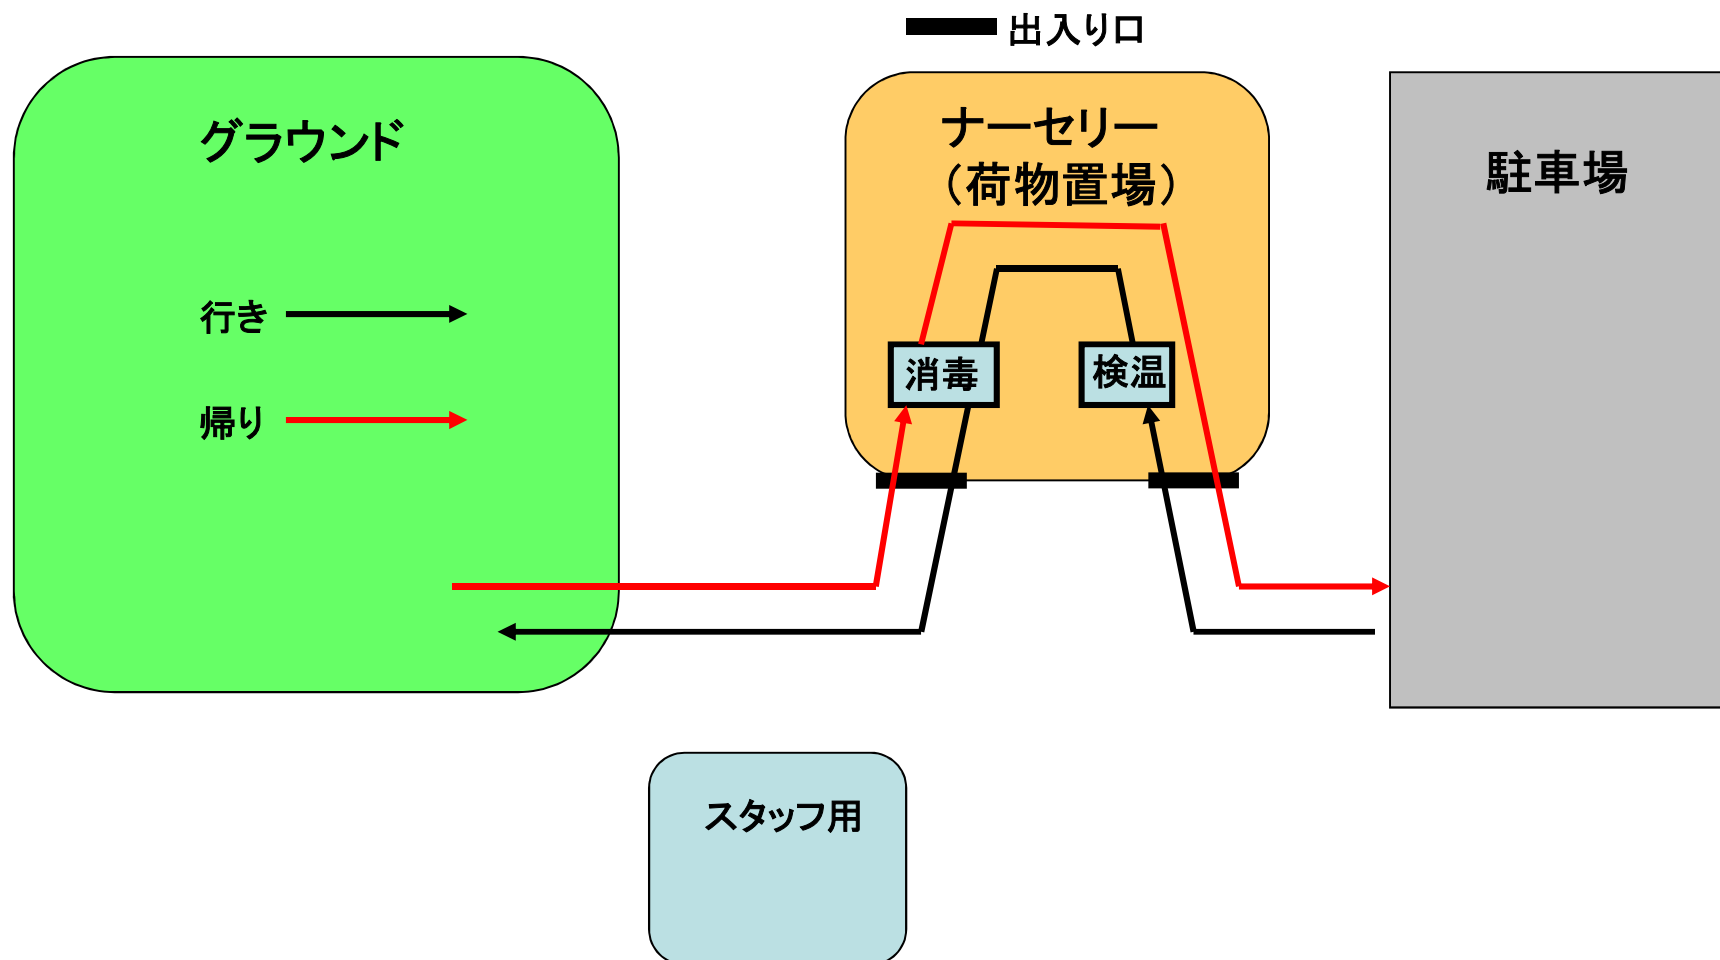 出入り口
グラウンド
ナーセリー
（荷物置場）
駐車場
行き
消毒
検温
帰り
スタッフ用